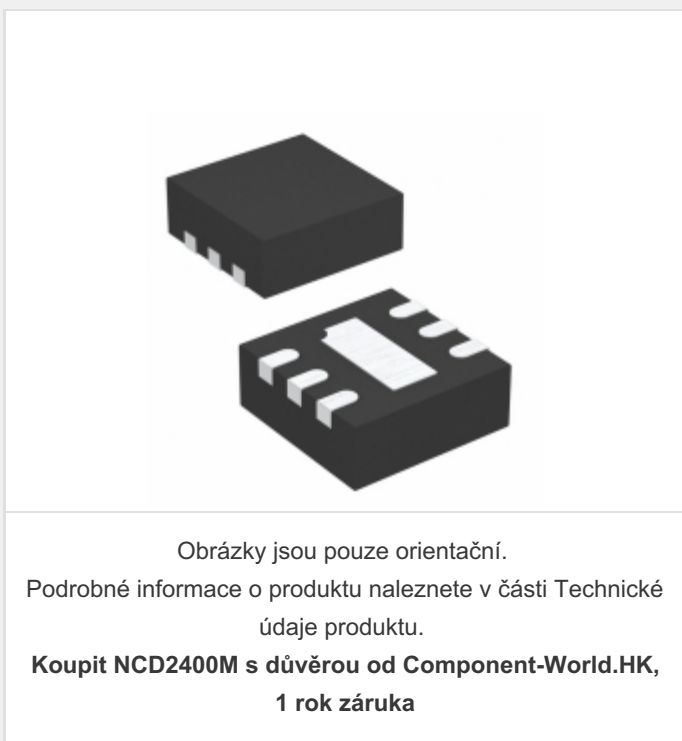 Obrázky jsou pouze orientační.
Podrobné informace o produktu naleznete v části Technické
údaje produktu.
Koupit NCD2400M s důvěrou od Component-World.HK,
1 rok záruka